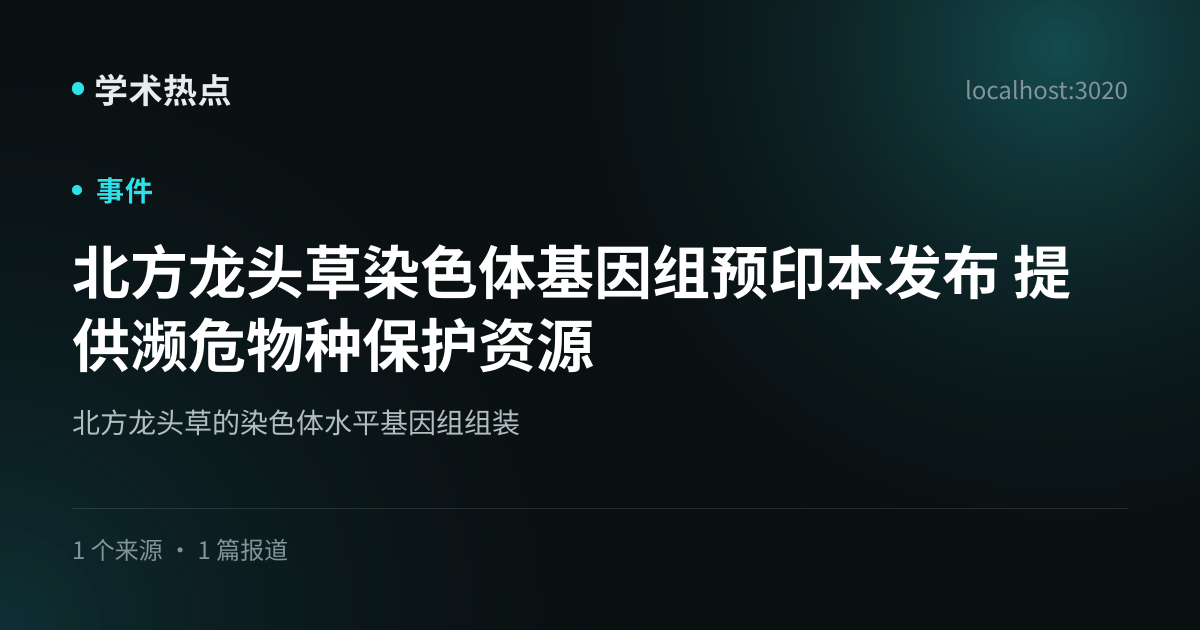 学术热点
localhost:3020
事件
北方龙头草染色体基因组预印本发布 提
供濒危物种保护资源
北方龙头草的染色体水平基因组组装
1 个来源 · 1 篇报道